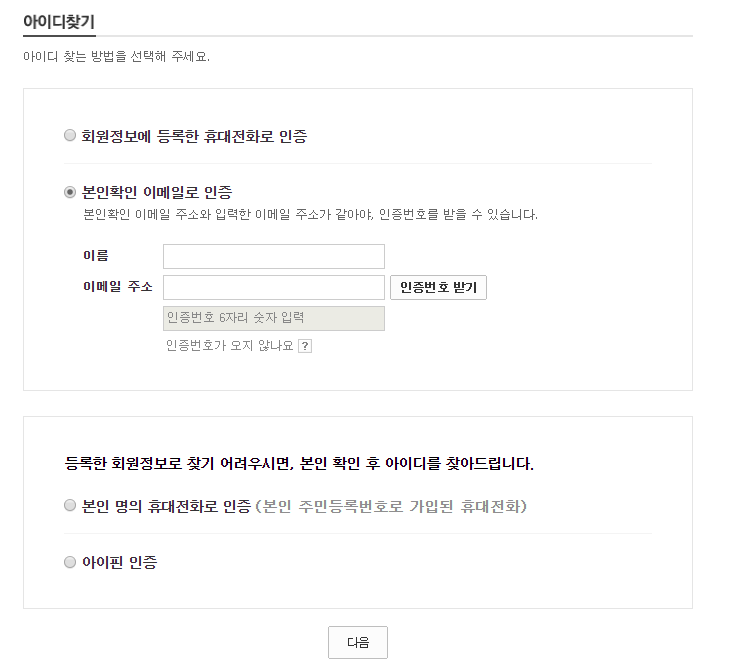 아이디찾기
아이디 찾는 방법을 선택해 주세요.
회원정보에 등록한 휴대전화로 인증
본인확인 이메일로 인증
본인확인 이메일 주소와 입력한 이메일 주소가 같아야, 인증번호를 받을 수 있습니다.
이름
이메일 주소 인증번호 받기
인증번호 6자리 숫자 입력
인증번호가 오지 않나요 ?
등록한 회원정보로 찾기 어려우시면, 본인 확인 후 아이디를 찾아드립니다.
본인 명의 휴대전화로 인증 (본인 주민등록번호로 가입된 휴대전화)
아이핀 인증
다음